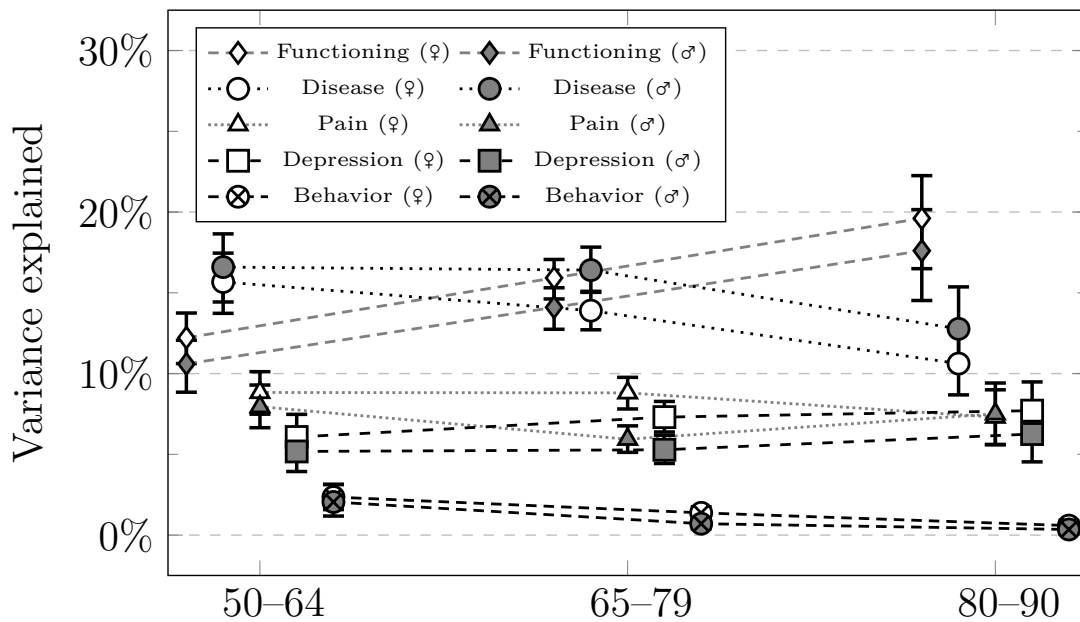 30%
Functioning (♀) Functioning (♂)
Disease (♀) Disease (♂)
Pain (♀) Pain (♂)
Depression (♀) Depression (♂)
Behavior (♀) Behavior (♂)
20%
10%
0%
Variance explained
50–64 65–79 80–90